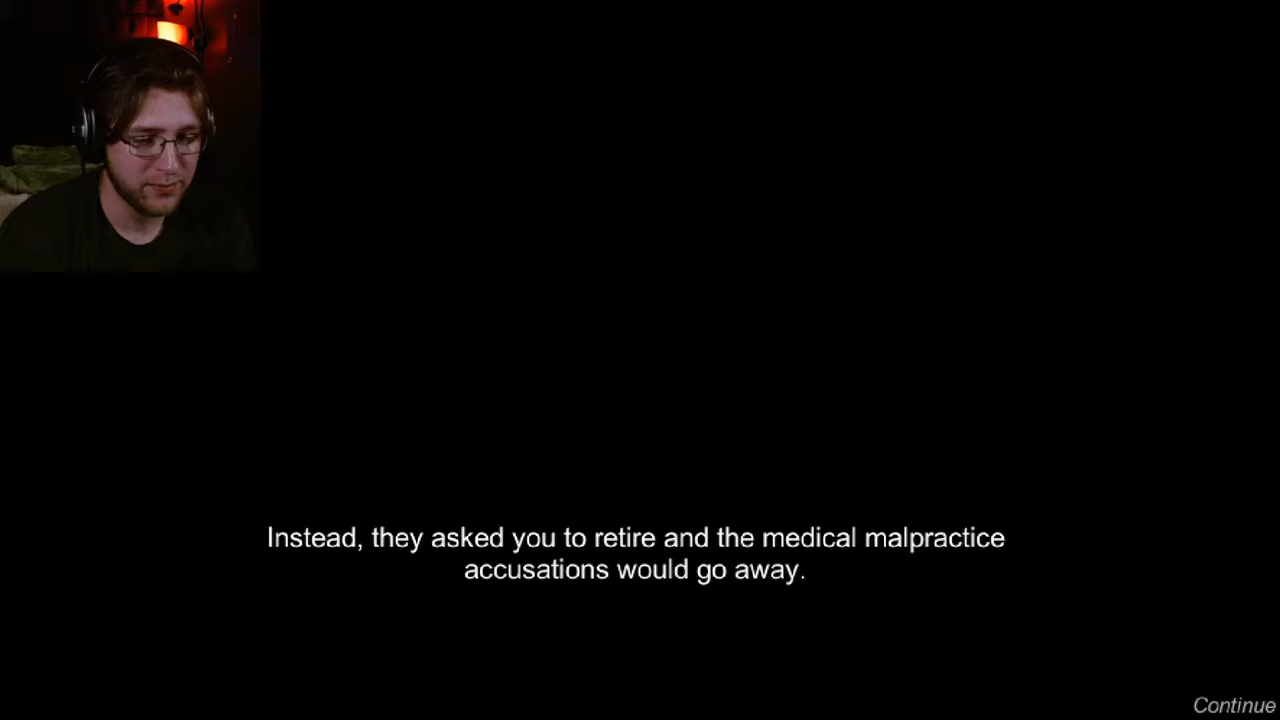 Instead, they asked you to retire and the medical malpractice
accusations would go away.
Continue